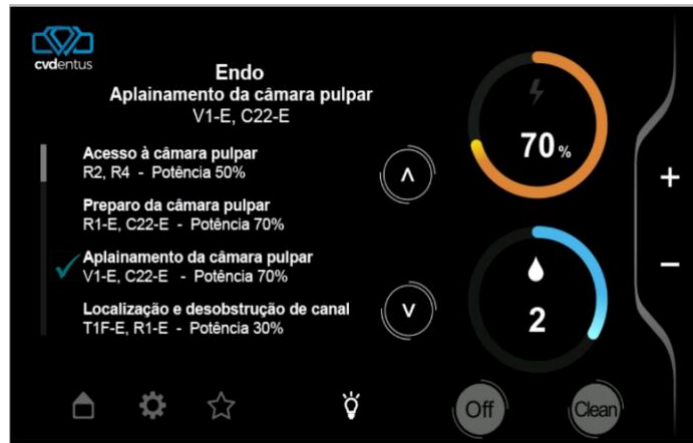 cvdentus
Endo
Aplainamento da câmara pulpar
V1-E, C22-E
Acesso à câmara pulpar
R2, R4 - Potência 50%
Preparo da câmara pulpar
R1-E, C22-E - Potência 70%
Aplainamento da câmara pulpar
V1-E, C22-E - Potência 70%
Localização e desobstrução de canal
T1F-E, R1-E - Potência 30%
70%
2
+
−
Off
Clean